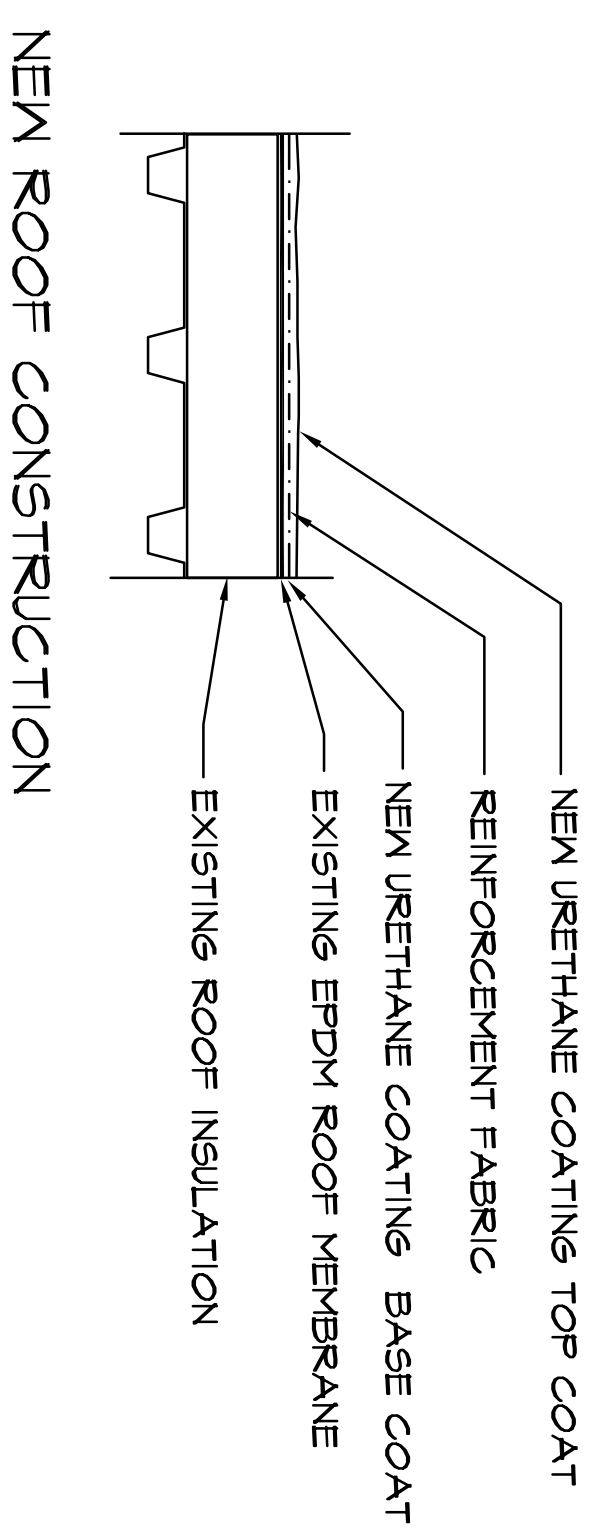 NEW URETHANE COATING TOP COAT
REINFORCEMENT FABRIC
NEW URETHANE COATING BASE COAT
EXISTING EPDM ROOF MEMBRANE
EXISTING ROOF INSULATION
NEW ROOF CONSTRUCTION